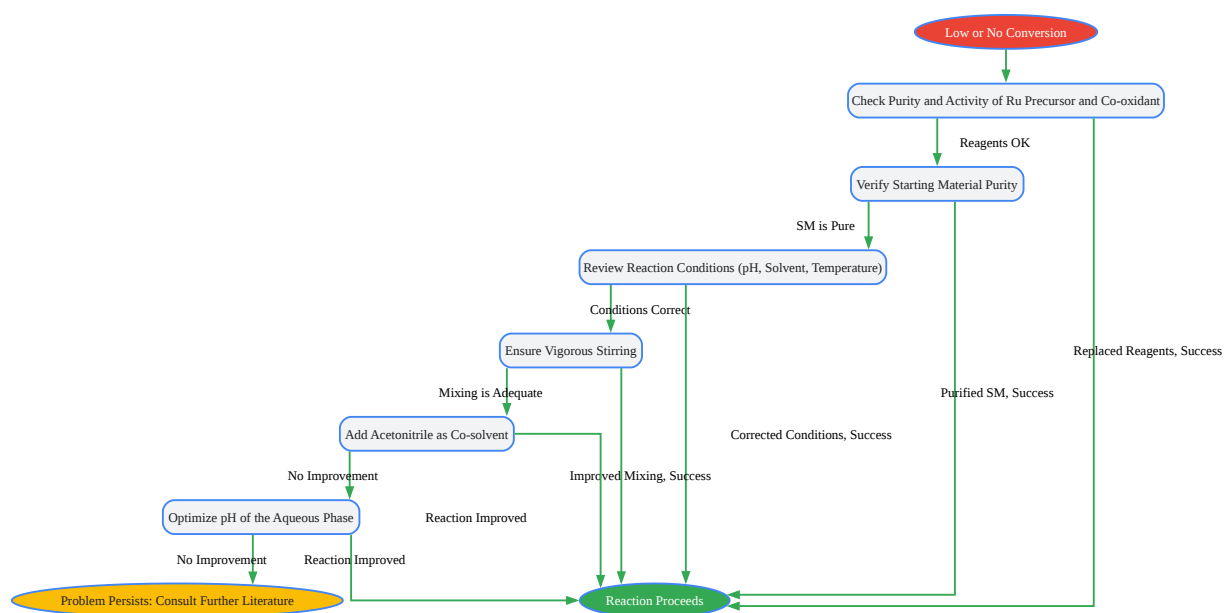 Low or No Conversion
Check Purity and Activity of Ru Precursor and Co-oxidant
Reagents OK
Verify Starting Material Purity
SM is Pure
Review Reaction Conditions (pH, Solvent, Temperature)
Conditions Correct
Ensure Vigorous Stirring
Replaced Reagents, Success
Mixing is Adequate
Purified SM, Success
Add Acetonitrile as Co-solvent
Corrected Conditions, Success
No Improvement
Improved Mixing, Success
Optimize pH of the Aqueous Phase
Reaction Improved
No Improvement
Reaction Improved
Problem Persists: Consult Further Literature
Reaction Proceeds